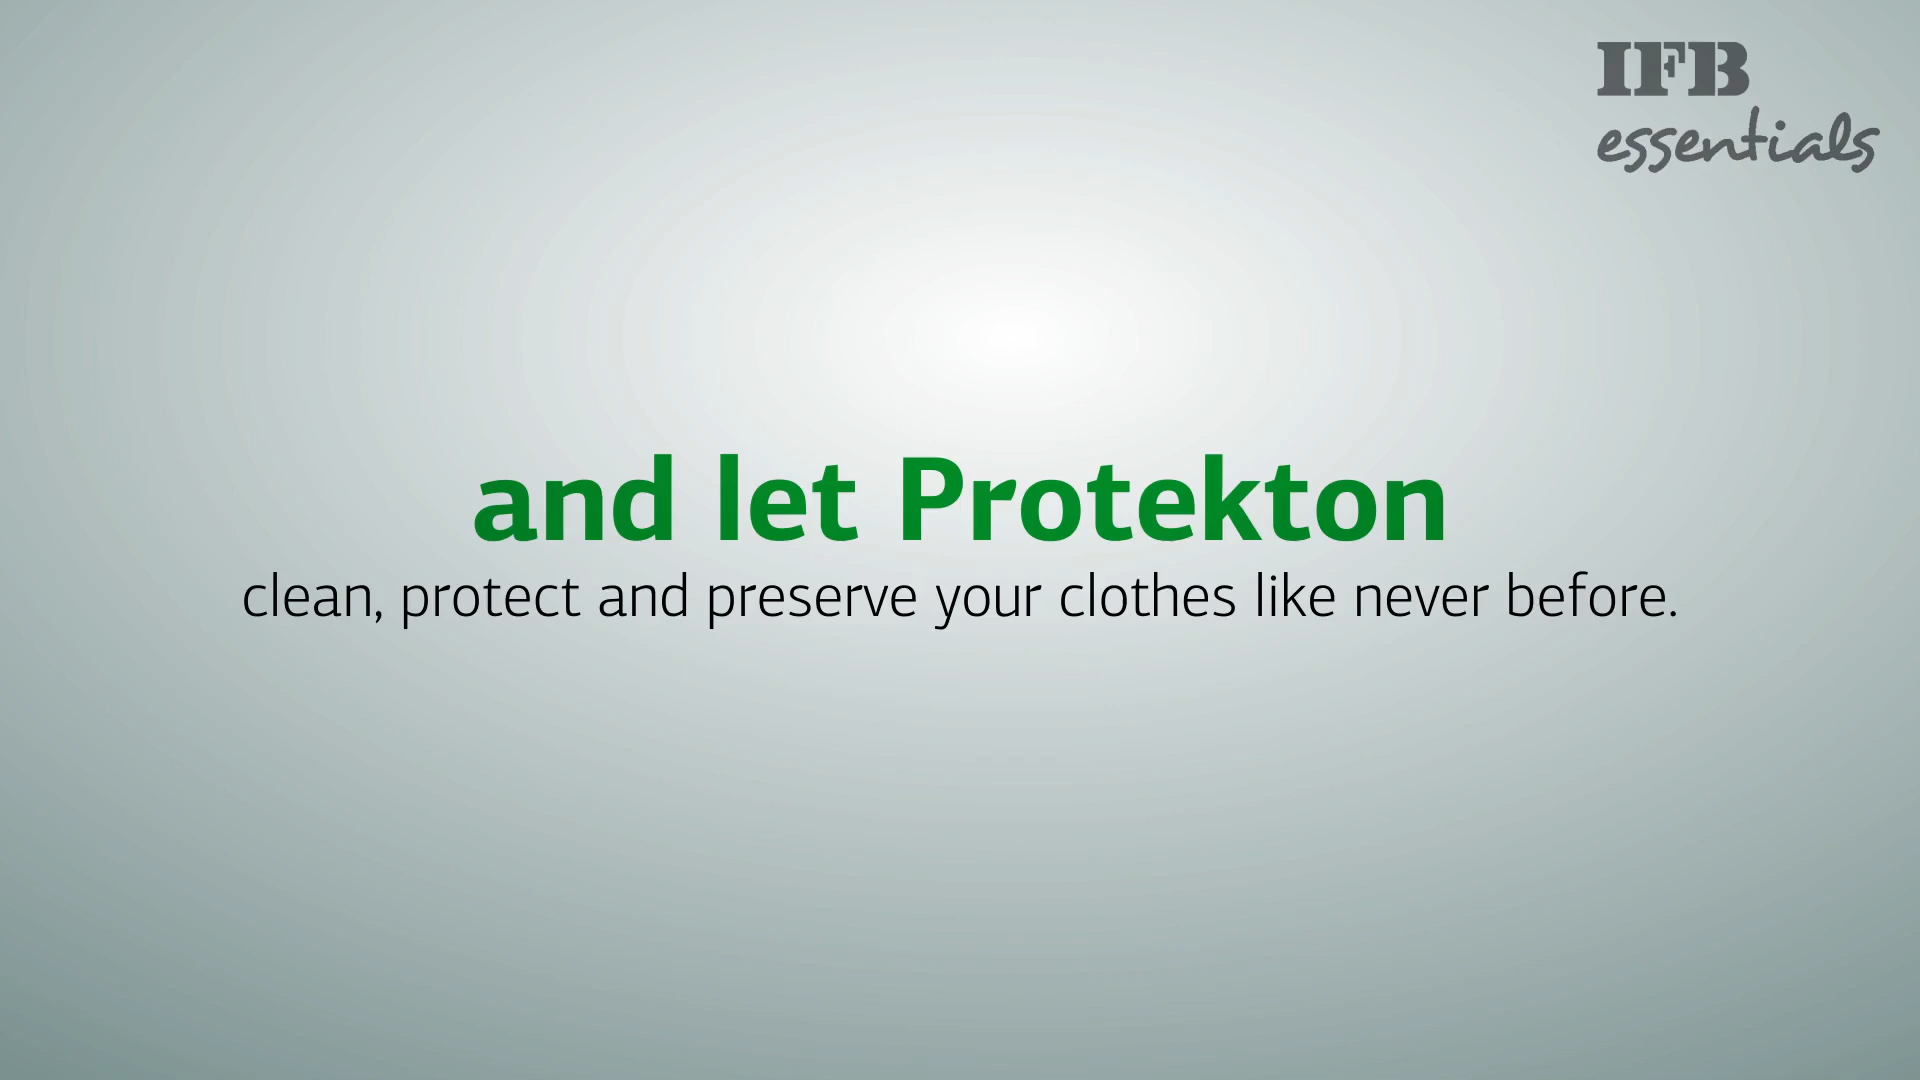 IFB
essentials
and let Protekton
clean, protect and preserve your clothes like never before.